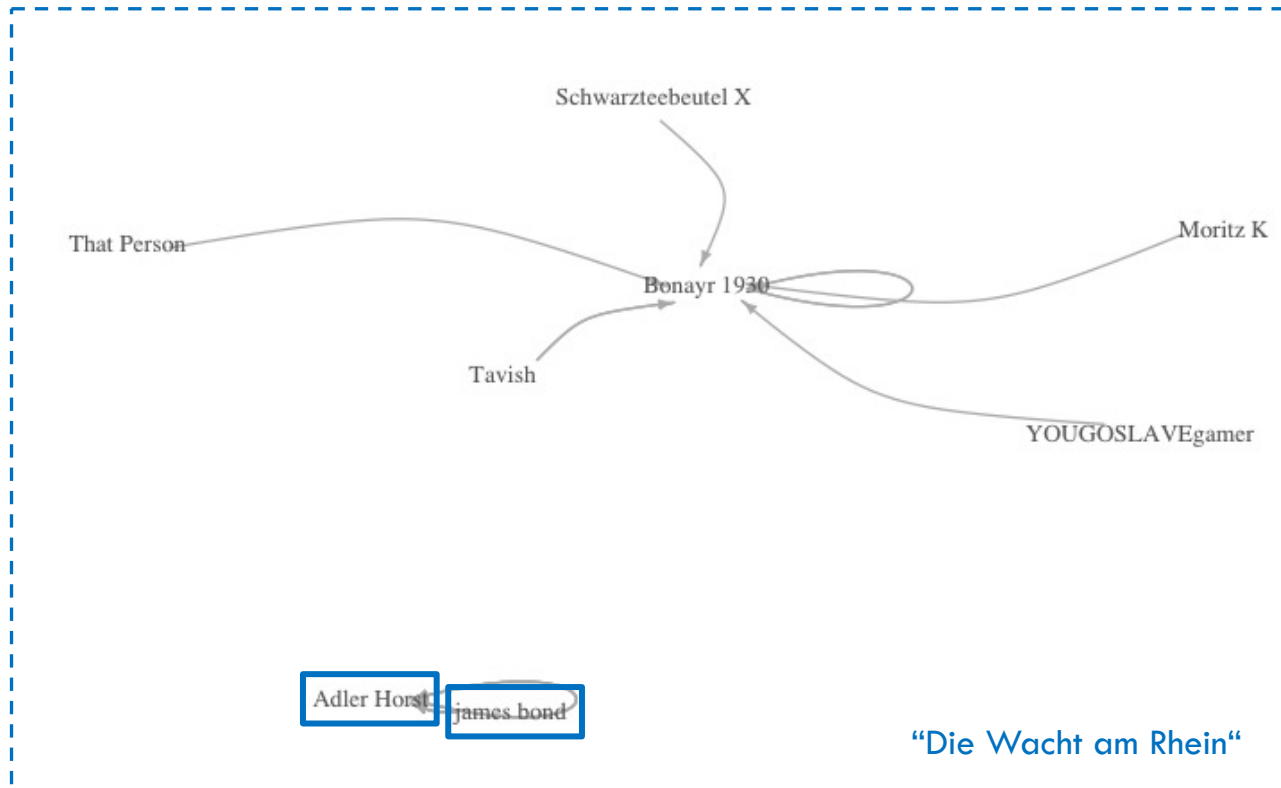 Schwarzteebeutel X
That Person
Moritz K
Bonayr 1930
Tavish
YOUGOSLAVEgamer
Adler Horst
james bond
“Die Wacht am Rhein“